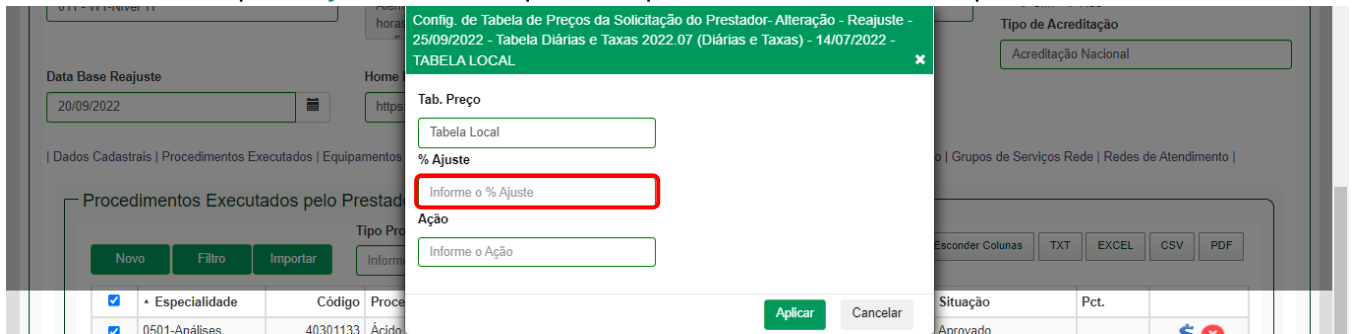 Config. de Tabela de Preços da Solicitação do Prestador- Alteração - Reajuste -
25/09/2022 - Tabela Diárias e Taxas 2022.07 (Diárias e Taxas) - 14/07/2022 -
TABELA LOCAL
Tipo de Acreditação
Acreditação Nacional
Data Base Reajuste
20/09/2022
https:
Tab. Preço
Tabela Local
% Ajuste
Informe o % Ajuste
Ação
Informe o Ação
Aplicar Cancelar
| Dados Cadastrais | Procedimentos Executados |
| Grupos de Serviços Rede | Redes de Atendimento |
Procedimentos Executados pelo
Novo Filtro Importar
Esconder Colunas TXT EXCEL CSV PDF
Especialidade Código Situação Pct.
0501-Análises 40301133 Ácido Aprovado